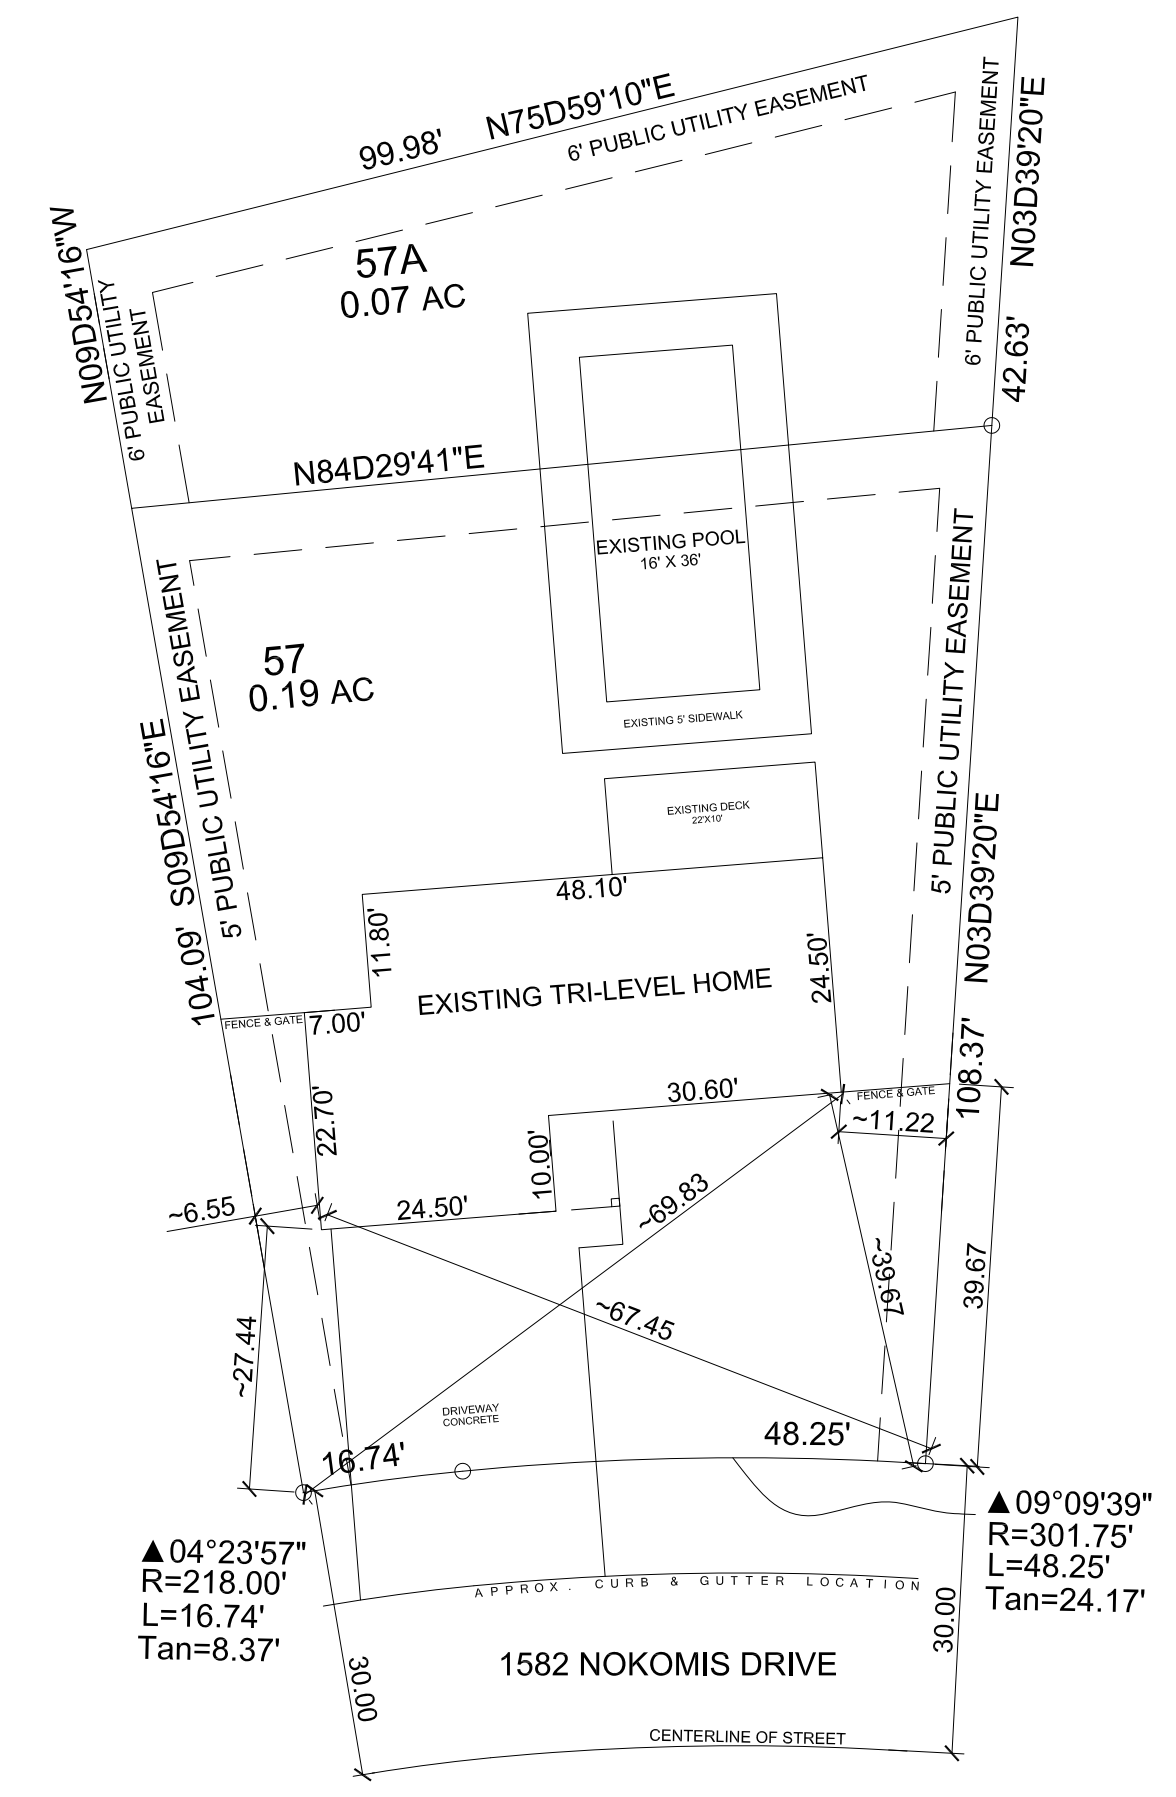 99.98' N75D59'10"E
6' PUBLIC UTILITY EASEMENT
6' PUBLIC UTILITY EASEMENT
42.63' N03D39'20"E
N09D54'16"W
6' PUBLIC UTILITY
EASEMENT
57A
0.07 AC
N84D29'41"E
EXISTING POOL
16' X 36'
EXISTING 5' SIDEWALK
57
0.19 AC
5' PUBLIC UTILITY EASEMENT
104.09' S09D54'16"E
5' PUBLIC UTILITY EASEMENT
108.37' N03D39'20"E
EXISTING DECK
22'X10'
48.10'
11.80'
24.50'
EXISTING TRI-LEVEL HOME
FENCE & GATE
7.00'
22.70'
30.60'
FENCE & GATE
~11.22
10.00'
~6.55
24.50'
~69.83
~39.67
39.67
~67.45
~27.44
DRIVEWAY
CONCRETE
16.74'
48.25'
▲04°23'57"
R=218.00'
L=16.74'
Tan=8.37'
▲09°09'39"
R=301.75'
L=48.25'
Tan=24.17'
APPROX. CURB & GUTTER LOCATION
30.00
30.00
1582 NOKOMIS DRIVE
CENTERLINE OF STREET